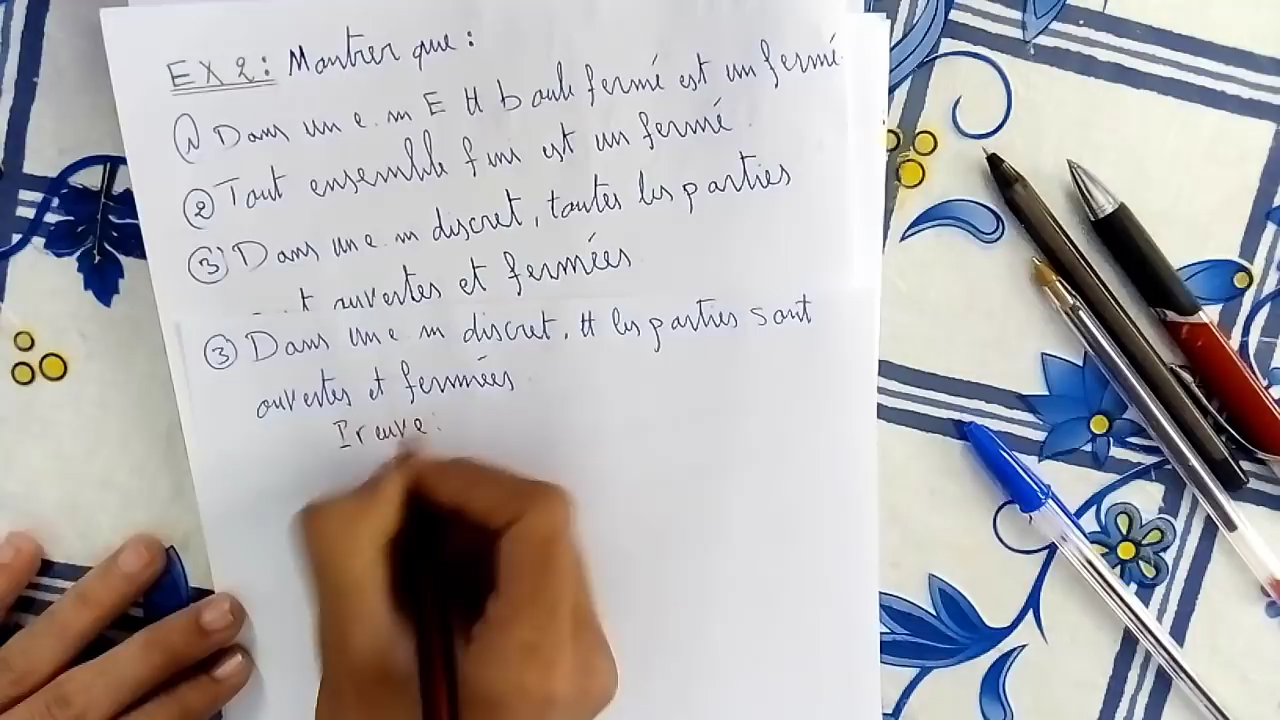 EX 2: Montrer que:
① Dans un e.m E tt boule fermé est un fermé.
② Tout ensemble fini est un fermé.
③ Dans un e.m discret, toutes les parties
t ouvertes et fermées
③ Dans un e m discret, tt les parties sont
ouvertes et fermées
Preuve: